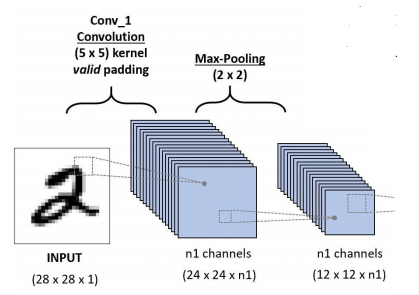 Conv_1
Convolution
(5 x 5) kernel
valid padding
Max-Pooling
(2 x 2)
INPUT
(28 x 28 x 1)
n1 channels
(24 x 24 x n1)
n1 channels
(12 x 12 x n1)